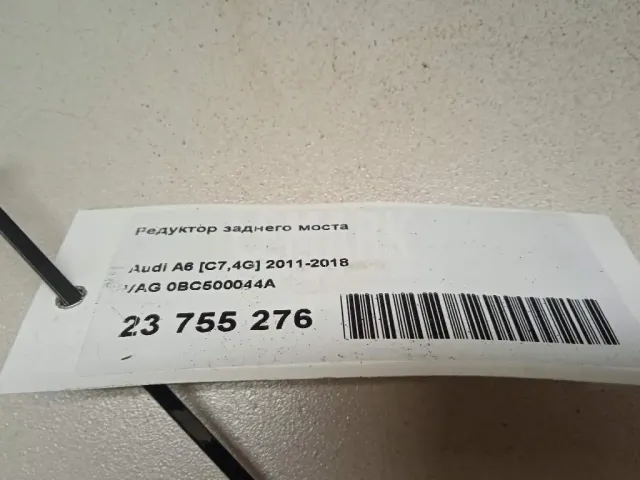 Редуктор заднего моста
Audi A6 [C7,4G] 2011-2018
VAG 0BC500044A
23 755 276